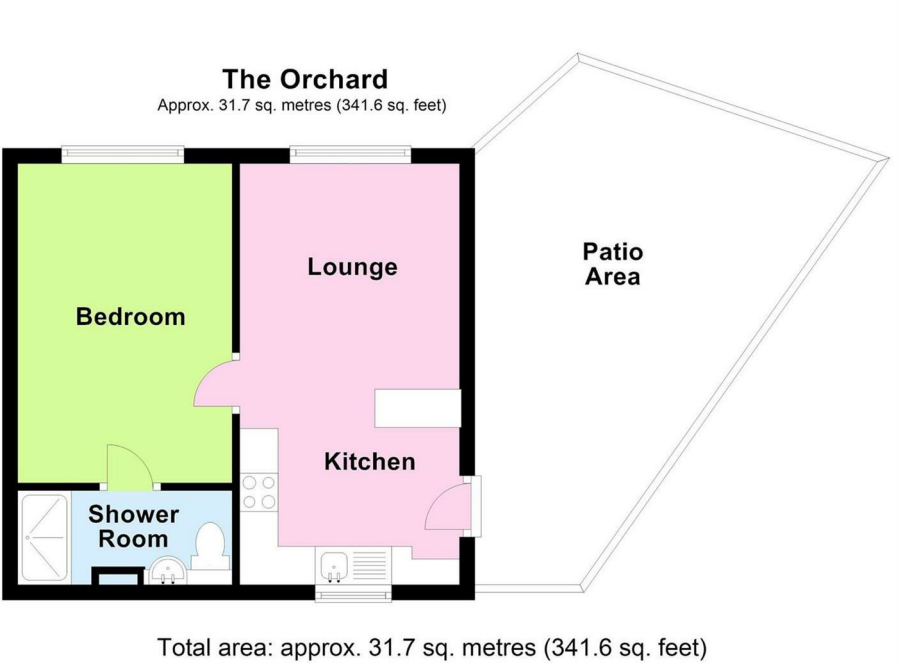 The Orchard
Approx. 31.7 sq. metres (341.6 sq. feet)
Patio
Area
Lounge
Bedroom
Kitchen
Shower
Room
Total area: approx. 31.7 sq. metres (341.6 sq. feet)